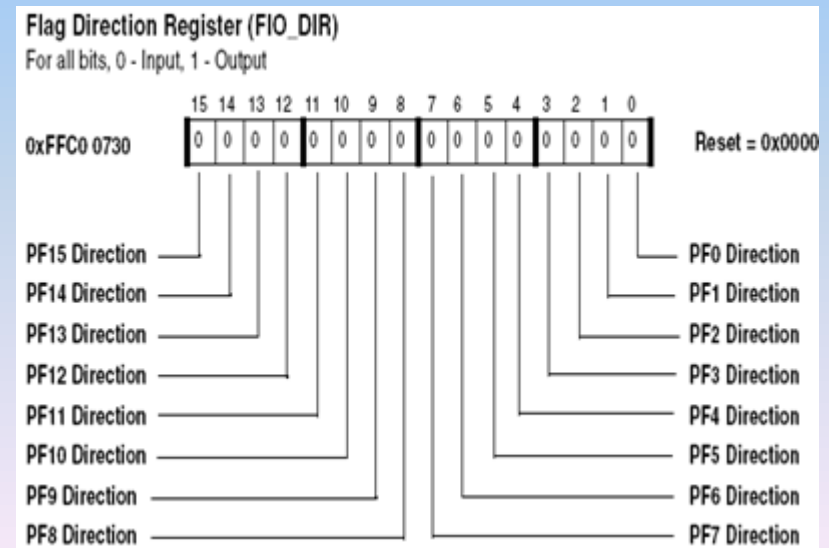 Flag Direction Register (FIO_DIR)
For all bits, 0 - Input, 1 - Output
15 14 13 12 11 10 9 8 7 6 5 4 3 2 1 0
0xFFC0 0730 0 0 0 0 0 0 0 0 0 0 0 0 0 0 0 0 Reset = 0x0000
PF15 Direction PF0 Direction
PF14 Direction PF1 Direction
PF13 Direction PF2 Direction
PF12 Direction PF3 Direction
PF11 Direction PF4 Direction
PF10 Direction PF5 Direction
PF9 Direction PF6 Direction
PF8 Direction PF7 Direction